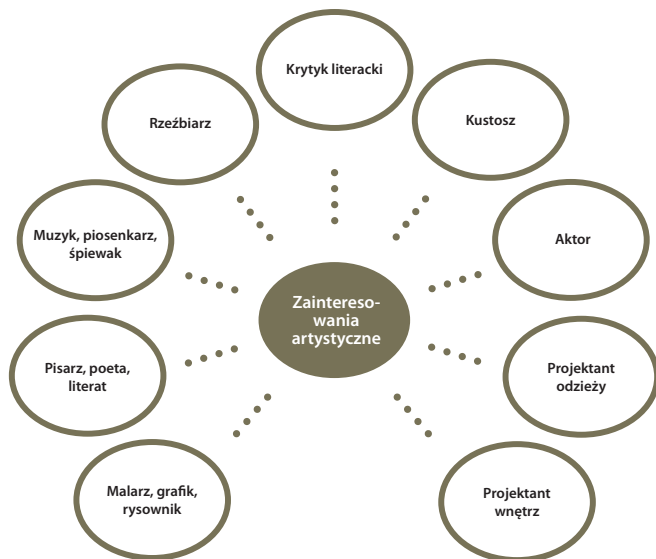 Krytyk literacki
Rzeźbiarz
Kustosz
Muzyk, piosenkarz,
śpiewak
Aktor
Zaintereso-
wania
artystyczne
Pisarz, poeta,
literat
Projektant
odzieży
Malarz, grafik,
rysownik
Projektant
wnętrz